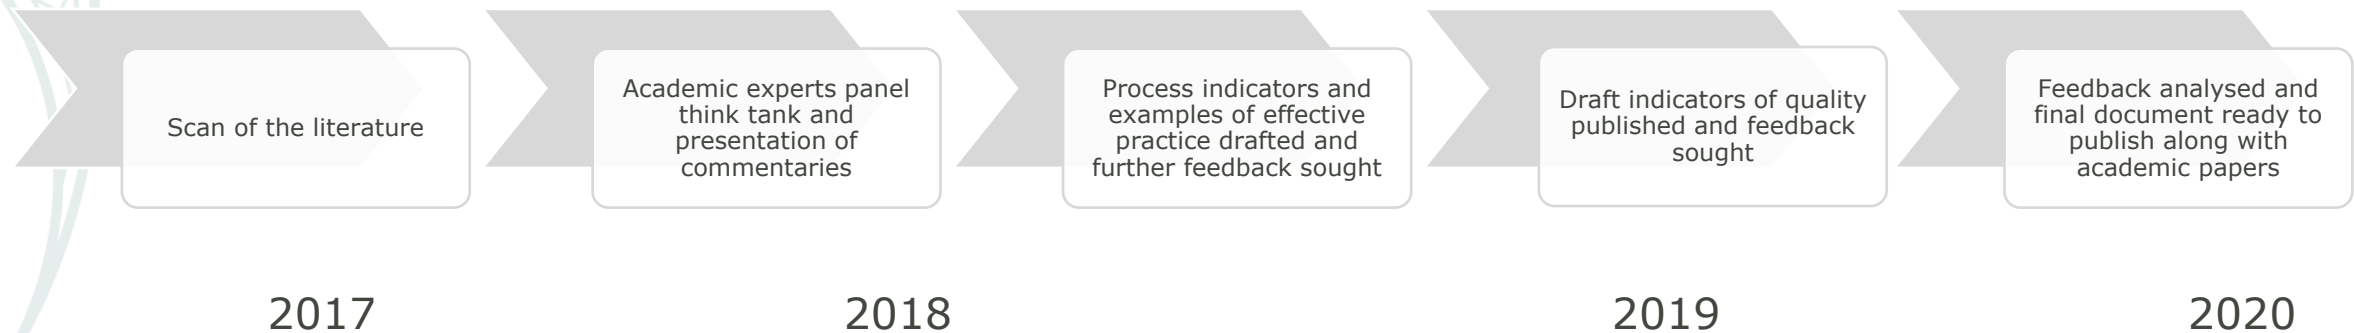 Scan of the literature
Academic experts panel
think tank and
presentation of
commentaries
Process indicators and
examples of effective
practice drafted and
further feedback sought
Draft indicators of quality
published and feedback
sought
Feedback analysed and
final document ready to
publish along with
academic papers
2017
2018
2019
2020